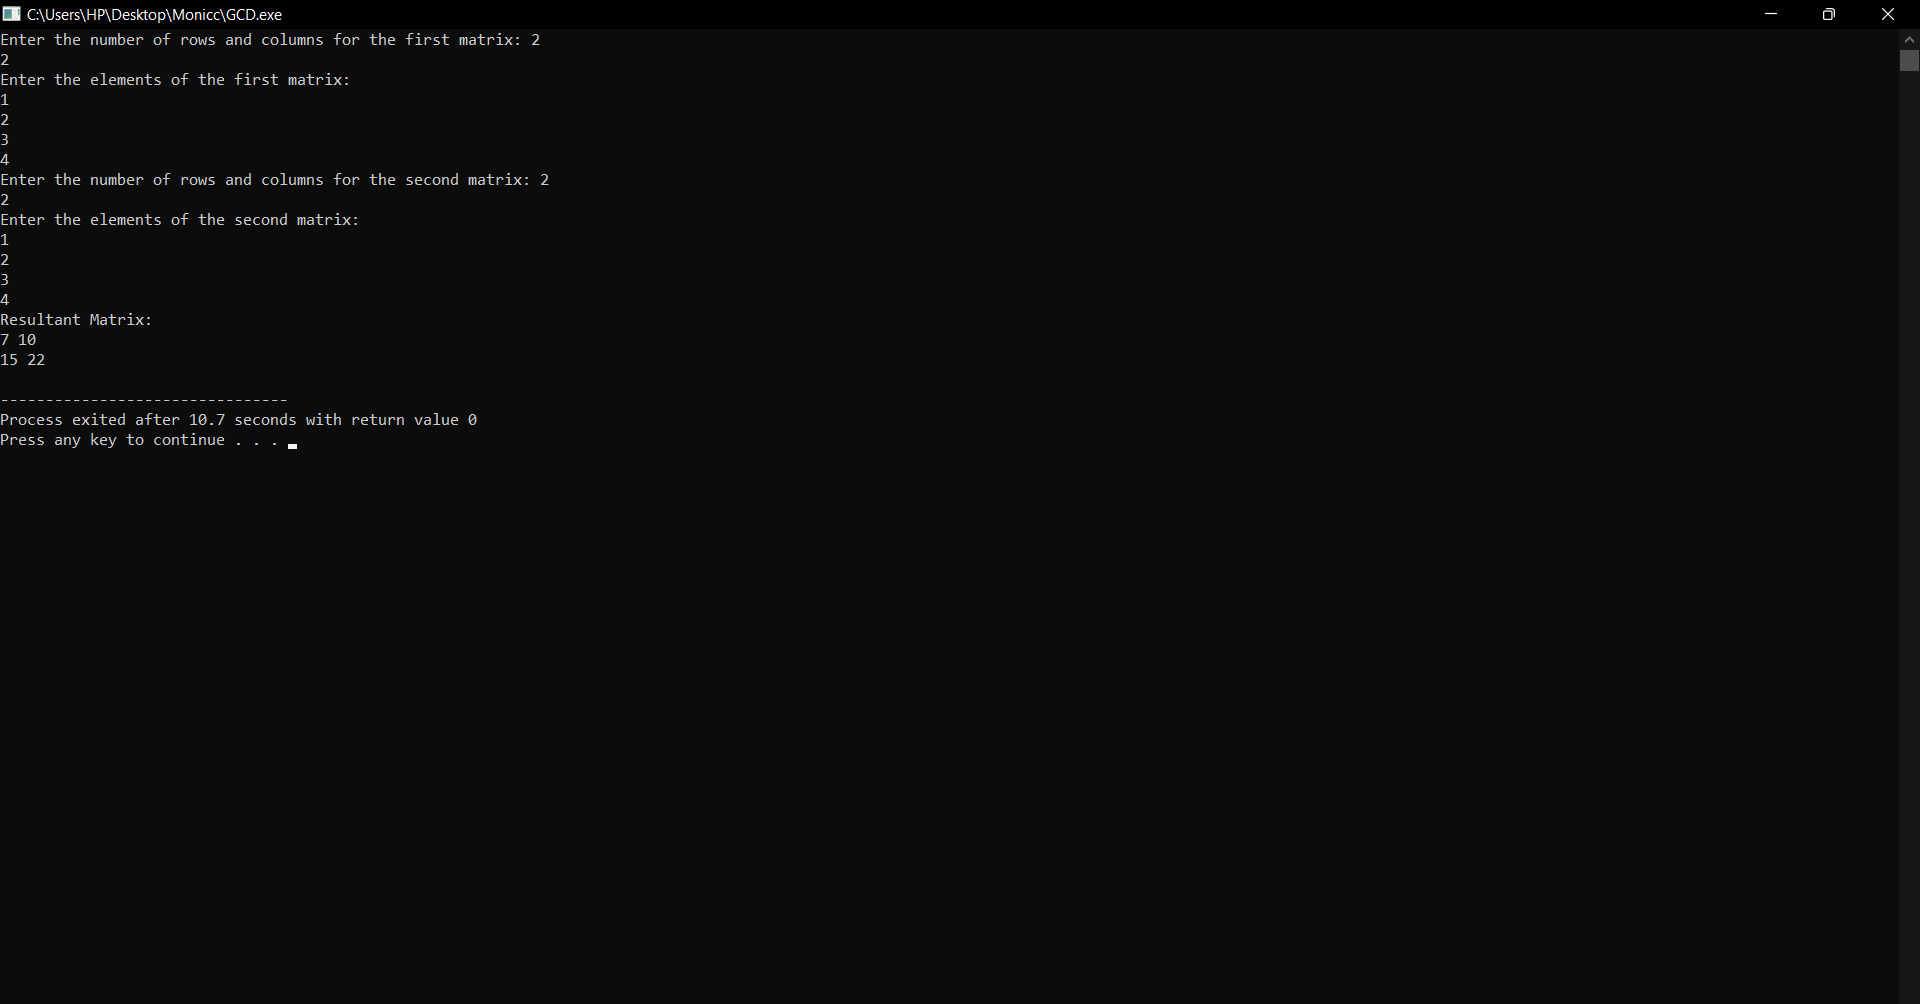 C:\Users\HP\Desktop\Monicc\GCD.exe
Enter the number of rows and columns for the first matrix: 2
2
Enter the elements of the first matrix:
1
2
3
4
Enter the number of rows and columns for the second matrix: 2
2
Enter the elements of the second matrix:
1
2
3
4
Resultant Matrix:
7 10
15 22
--------------------------------
Process exited after 10.7 seconds with return value 0
Press any key to continue . . .